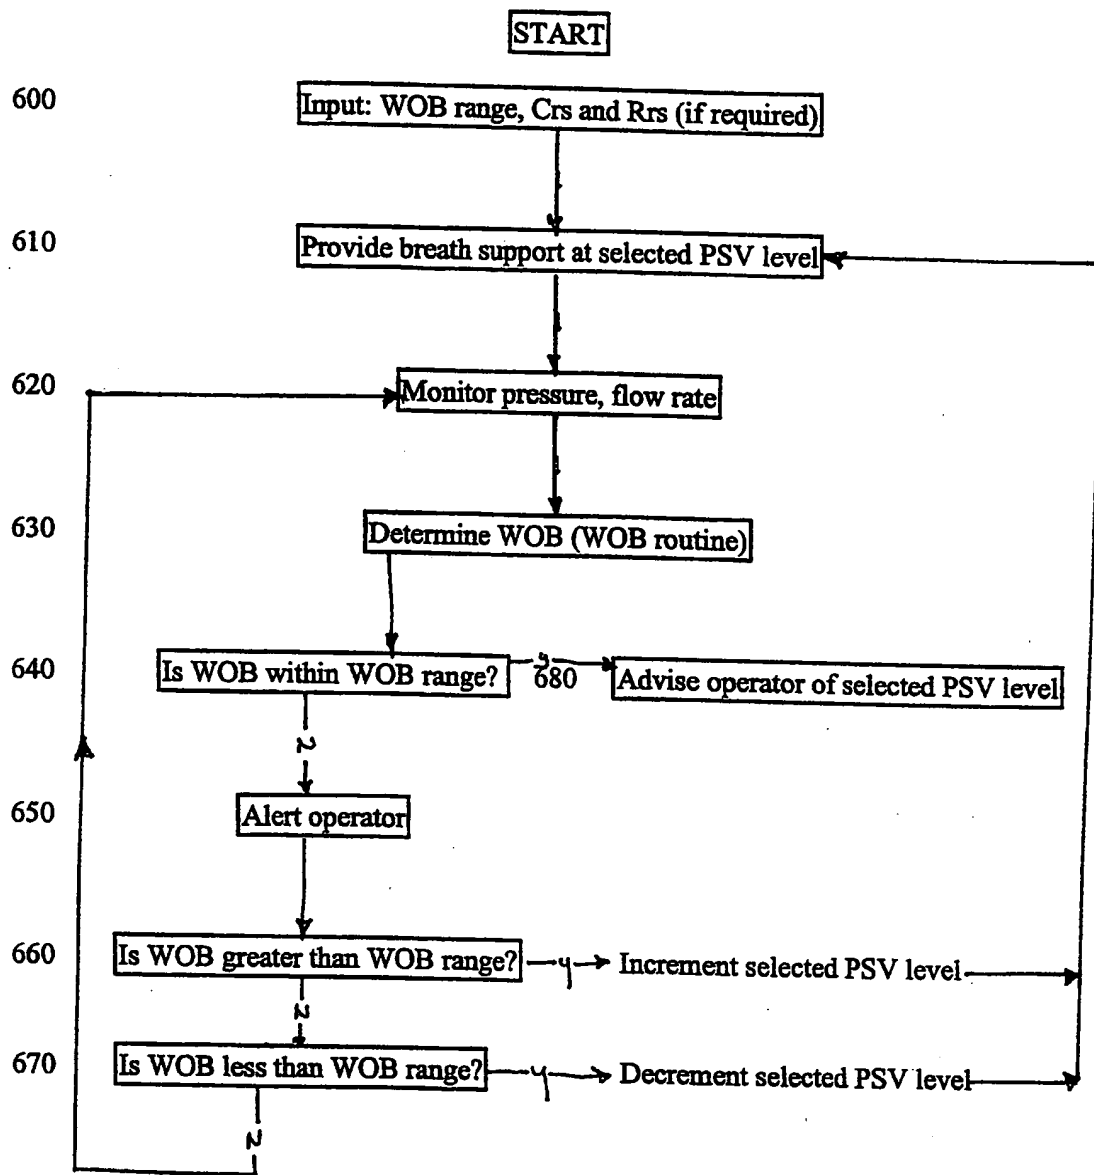 START
600
Input: WOB range, Crs and Rrs (if required)
610
Provide breath support at selected PSV level
620
Monitor pressure, flow rate
630
Determine WOB (WOB routine)
640
Is WOB within WOB range?
y
680
Advise operator of selected PSV level
N
650
Alert operator
660
Is WOB greater than WOB range?
y
Increment selected PSV level
N
670
Is WOB less than WOB range?
y
Decrement selected PSV level
N